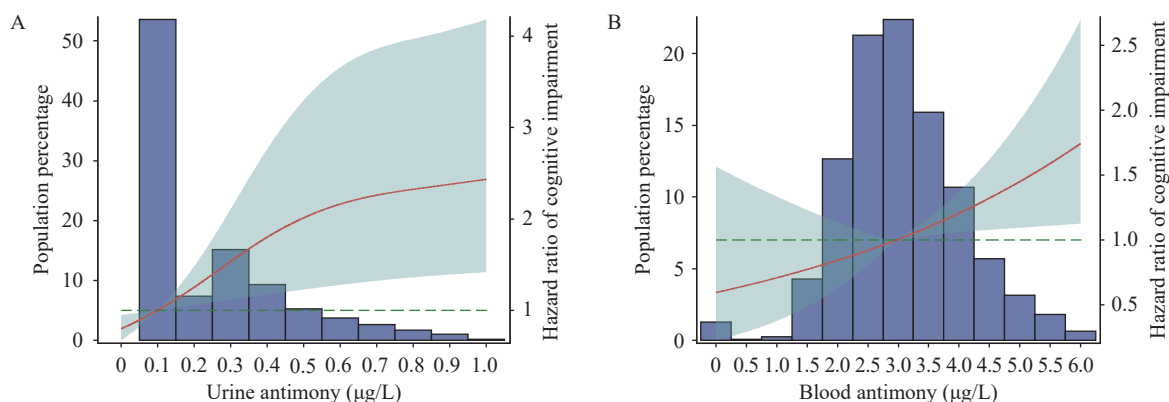 A
Population percentage
50
40
30
20
10
0
4
3
2
1
Hazard ratio of cognitive impairment
0 0.1 0.2 0.3 0.4 0.5 0.6 0.7 0.8 0.9 1.0
Urine antimony (μg/L)
B
Population percentage
20
15
10
5
0
2.5
2.0
1.5
1.0
0.5
Hazard ratio of cognitive impairment
0 0.5 1.0 1.5 2.0 2.5 3.0 3.5 4.0 4.5 5.0 5.5 6.0
Blood antimony (μg/L)